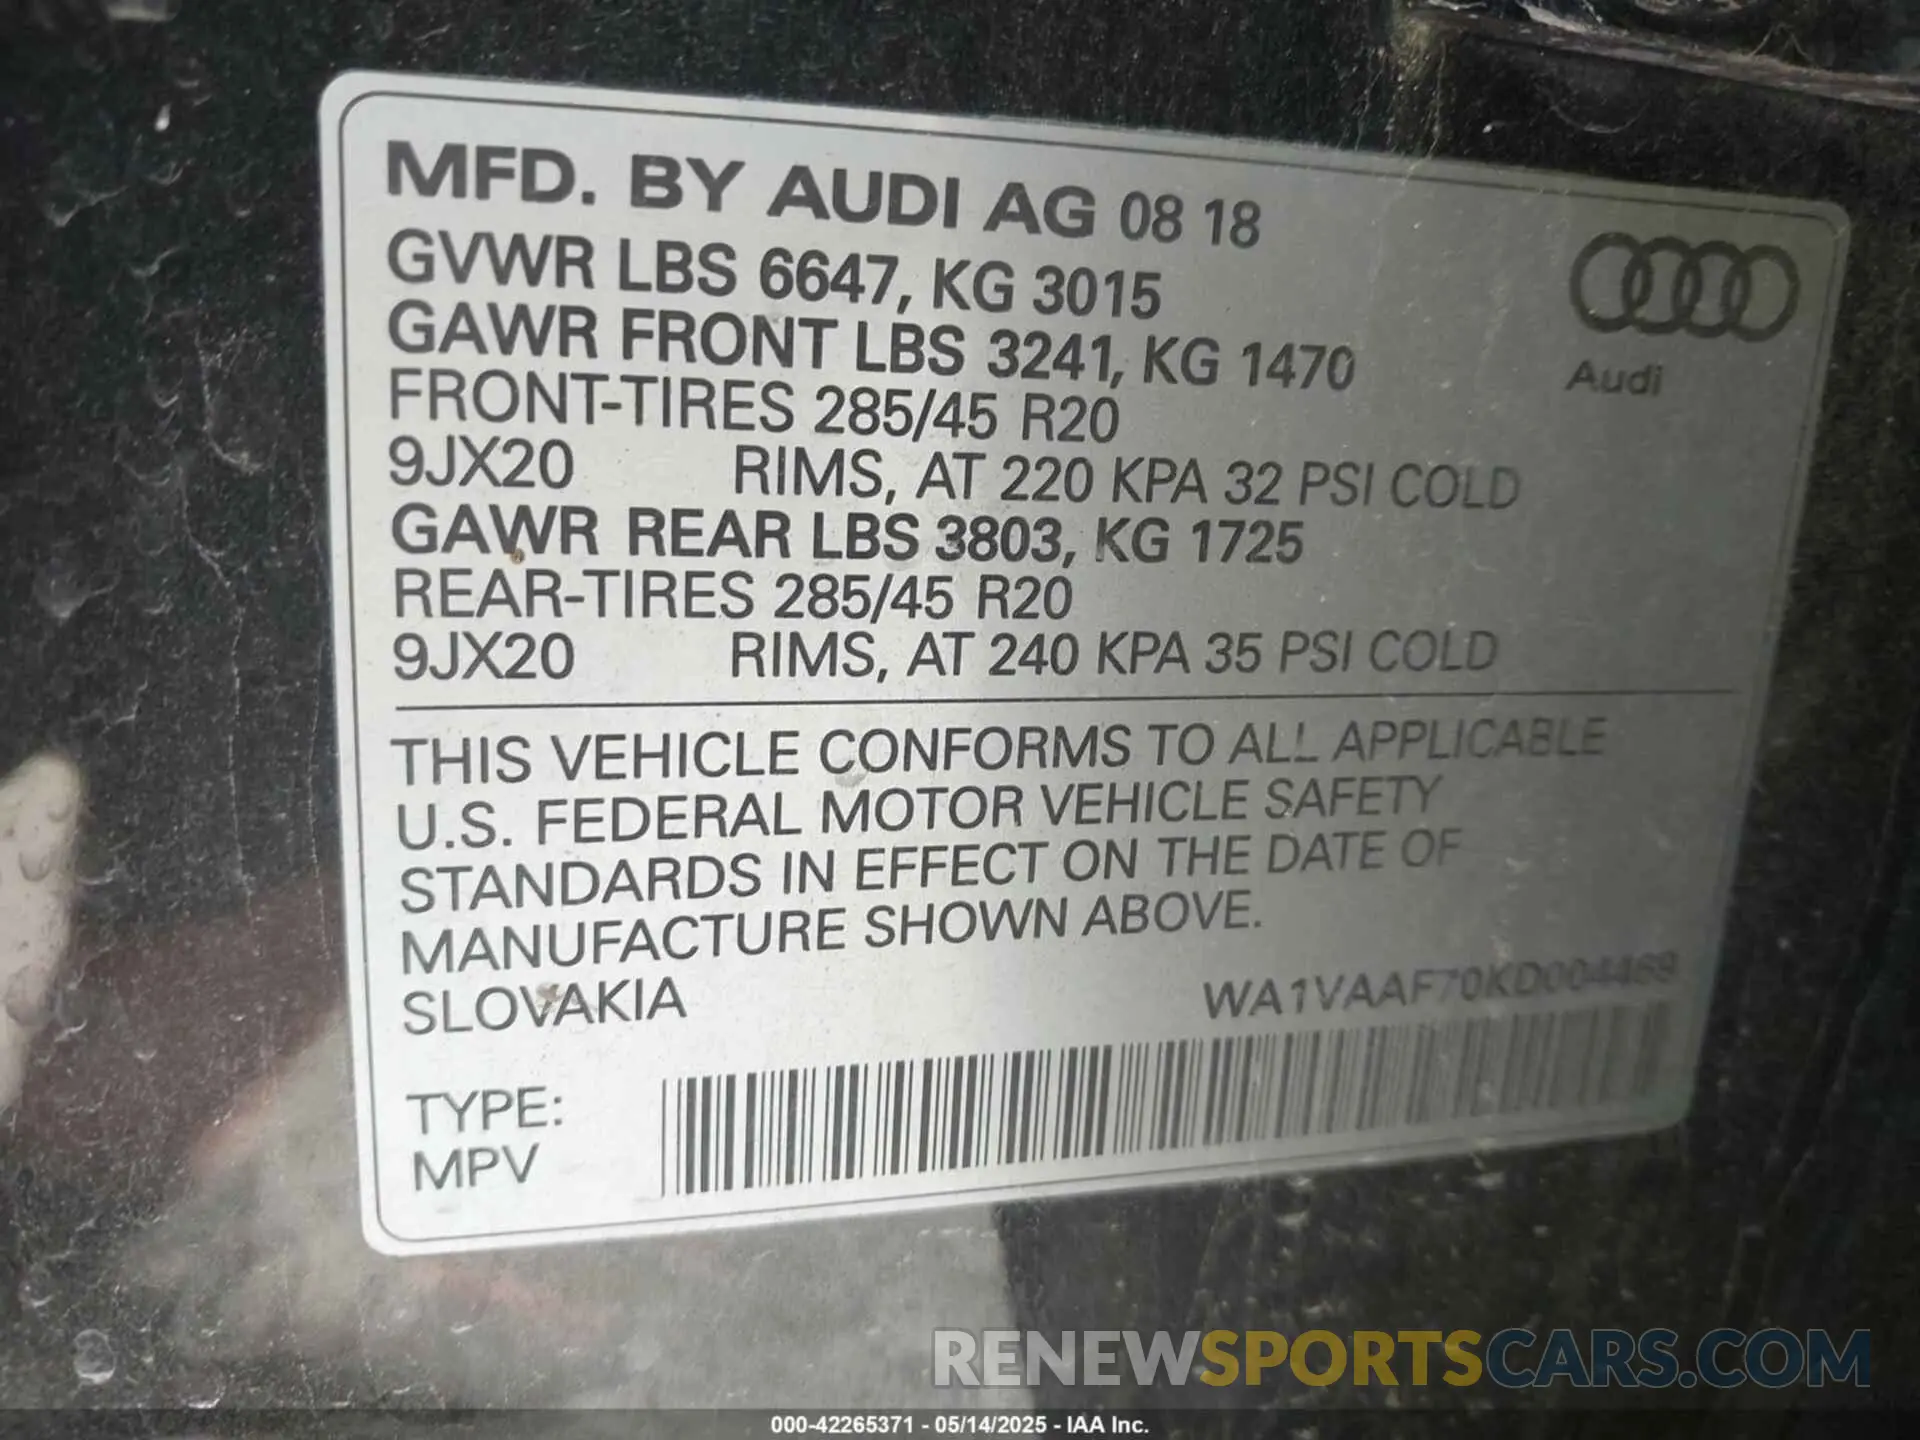 MFD. BY AUDI AG 08 18
GVWR LBS 6647, KG 3015
GAWR FRONT LBS 3241, KG 1470
FRONT-TIRES 285/45 R20
9JX20 RIMS, AT 220 KPA 32 PSI COLD
GAWR REAR LBS 3803, KG 1725
REAR-TIRES 285/45 R20
9JX20 RIMS, AT 240 KPA 35 PSI COLD
Audi
THIS VEHICLE CONFORMS TO ALL APPLICABLE
U.S. FEDERAL MOTOR VEHICLE SAFETY
STANDARDS IN EFFECT ON THE DATE OF
MANUFACTURE SHOWN ABOVE.
SLOVAKIA WA1VAAF70KD004469
TYPE:
MPV
RENEWSPORTSCARS.COM
000-42265371 - 05/14/2025 - IAA Inc.